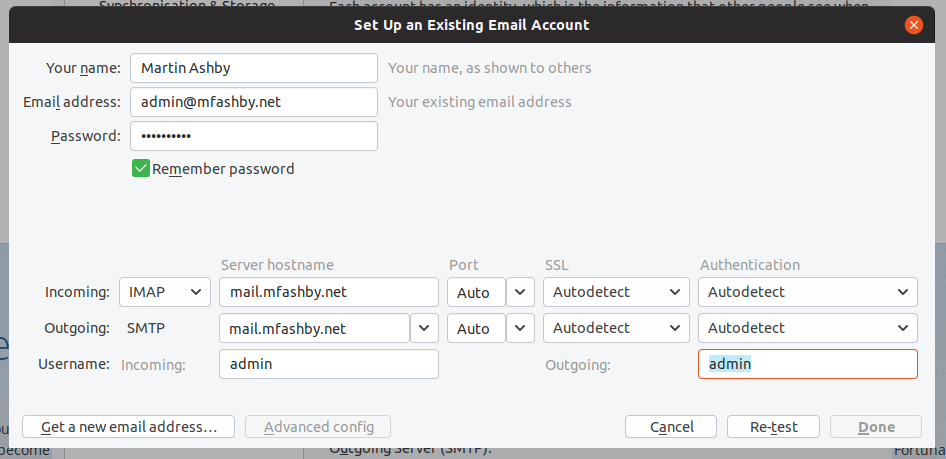 Synchronisation & Storage
Each account has an identity, which is the information that other people see when
Set Up an Existing Email Account
Your name: Martin Ashby Your name, as shown to others
Email address: admin@mfashby.net Your existing email address
Password: ••••••••••
Remember password
Server hostname Port SSL Authentication
Incoming: IMAP mail.mfashby.net Auto Autodetect Autodetect
Outgoing: SMTP mail.mfashby.net Auto Autodetect Autodetect
Username: Incoming: admin Outgoing: admin
Get a new email address... Advanced config Cancel Re-test Done
become Outgoing Server (SMTP): Fortuna